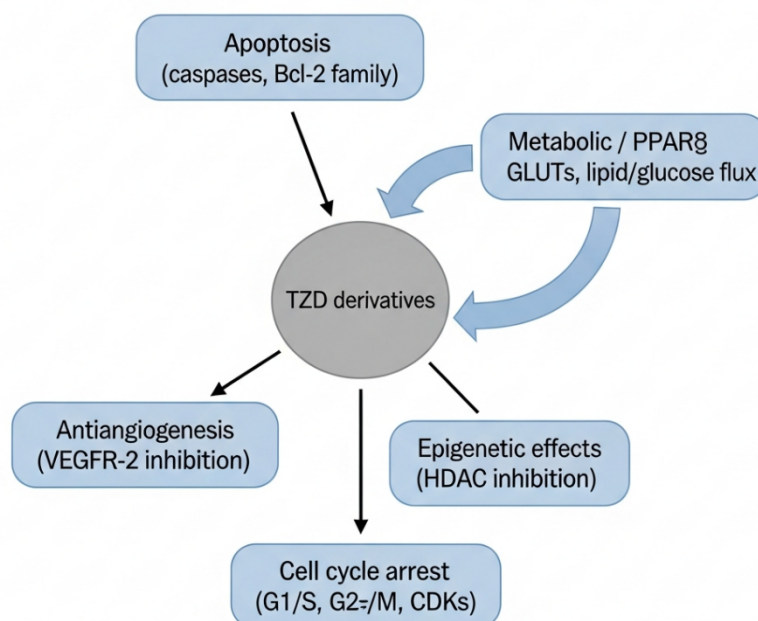 Apoptosis
(caspases, Bcl-2 family)
Metabolic / PPAR8
GLUTs, lipid/glucose flux
TZD derivatives
Antiangiogenesis
(VEGFR-2 inhibition)
Epigenetic effects
(HDAC inhibition)
Cell cycle arrest
(G1/S, G2-/M, CDKs)